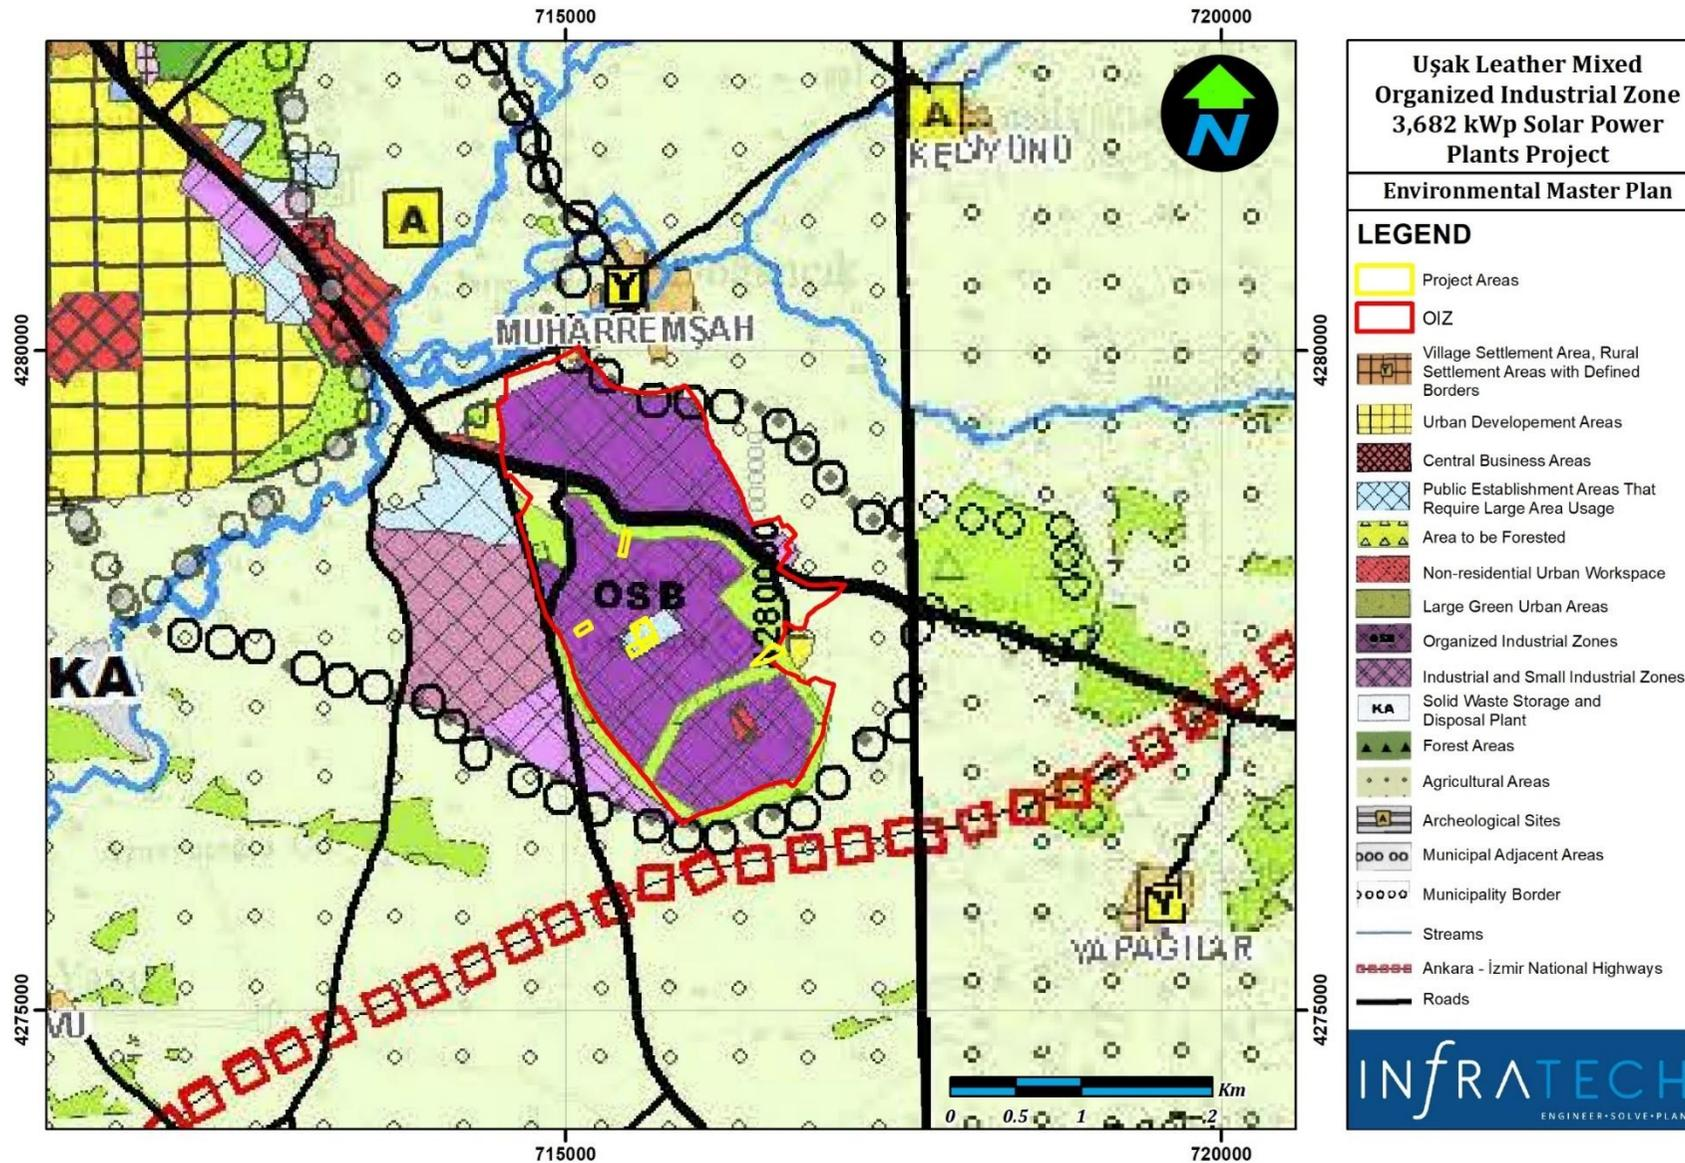 715000
720000
4280000
4275000
A
A
KEDİYÜNÜ
Y
MUHARREMŞAH
OSB
KA
Y
YAPAĞILAR
VU
N
4280000
4275000
Km
0 0.5 1 2
715000
720000
Uşak Leather Mixed
Organized Industrial Zone
3,682 kWp Solar Power
Plants Project
Environmental Master Plan
LEGEND
Project Areas
OIZ
Village Settlement Area, Rural
Settlement Areas with Defined
Borders
Urban Developement Areas
Central Business Areas
Public Establishment Areas That
Require Large Area Usage
Area to be Forested
Non-residential Urban Workspace
Large Green Urban Areas
Organized Industrial Zones
Industrial and Small Industrial Zones
KA
Solid Waste Storage and
Disposal Plant
Forest Areas
Agricultural Areas
A
Archeological Sites
Municipal Adjacent Areas
Municipality Border
Streams
Ankara - İzmir National Highways
Roads
INFRATECH
ENGINEER•SOLVE•PLAN